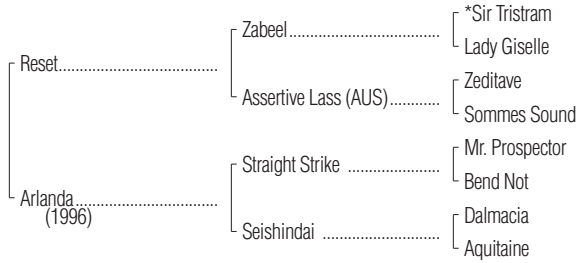 *Sir Tristram
Zabeel
Lady Giselle
Reset
Zeditave
Assertive Lass (AUS)
Sommes Sound
Mr. Prospector
Straight Strike
Bend Not
Arlanda
(1996)
Dalmacia
Seishindai
Aquitaine